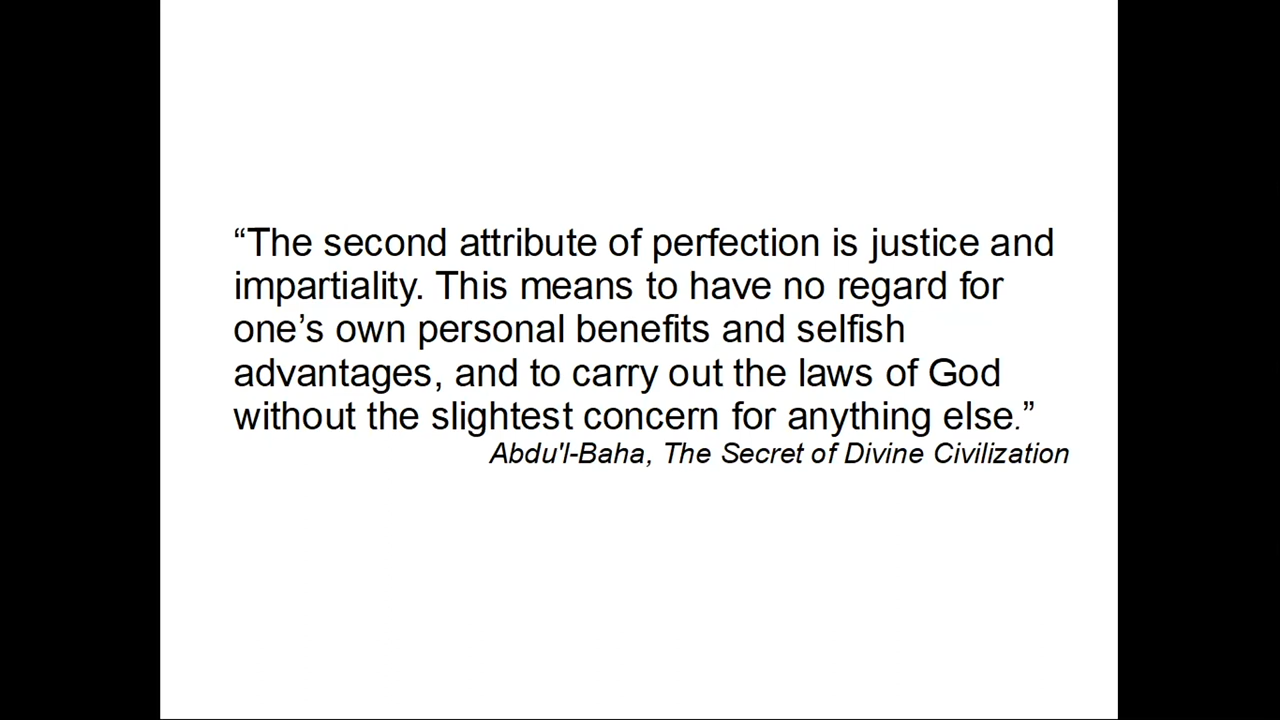 “The second attribute of perfection is justice and
impartiality. This means to have no regard for
one’s own personal benefits and selfish
advantages, and to carry out the laws of God
without the slightest concern for anything else.”
Abdu'l-Baha, The Secret of Divine Civilization